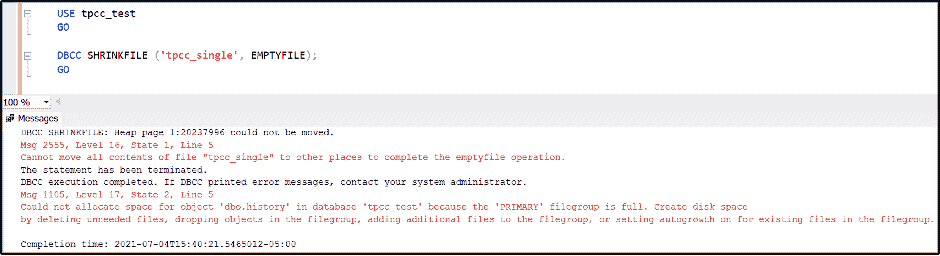 USE tpcc_test
GO
DBCC SHRINKFILE ('tpcc_single', EMPTYFILE);
GO
100 %
Messages
DBCC SHRINKFILE: Heap page 1:20237996 could not be moved.
Msg 2555, Level 16, State 1, Line 5
Cannot move all contents of file "tpcc_single" to other places to complete the emptyfile operation.
The statement has been terminated.
DBCC execution completed. If DBCC printed error messages, contact your system administrator.
Msg 1105, Level 17, State 2, Line 5
Could not allocate space for object 'dbo.history' in database 'tpcc_test' because the 'PRIMARY' filegroup is full. Create disk space
by deleting unneeded files, dropping objects in the filegroup, adding additional files to the filegroup, or setting autogrowth on for existing files in the filegroup.
Completion time: 2021-07-04T15:40:21.5465012-05:00